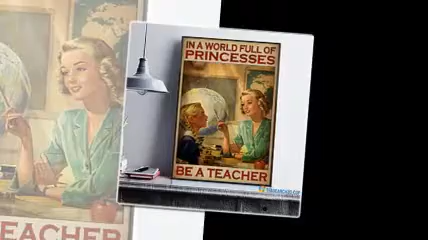 IN A WORLD FULL OF
PRINCESSES
BE A TEACHER
TEACHER